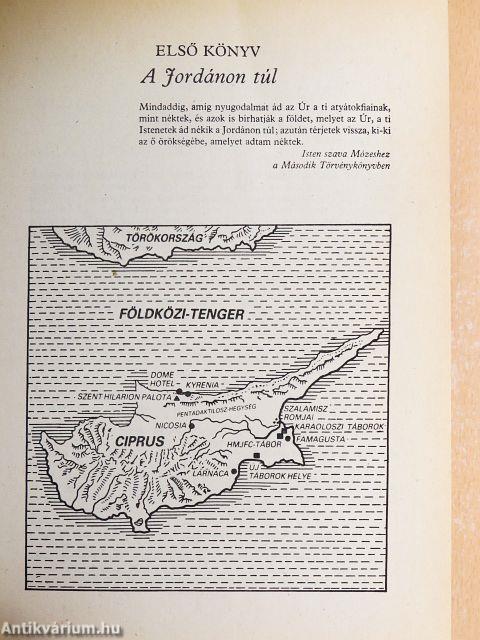 ELSŐ KÖNYV
A Jordánon túl
Mindaddig, amíg nyugodalmat ád az Úr a ti atyátokfiainak,
mint néktek, és azok is bírhatják a földet, melyet az Úr, a ti
Istenetek ád nékik a Jordánon túl; azután térjetek vissza, ki-ki
az ő örökségébe, amelyet adtam néktek.
Isten szava Mózeshez
a Második Törvénykönyvben
TÖRÖKORSZÁG
FÖLDKÖZI-TENGER
DOME
HOTEL
KYRENIA
SZENT HILARION PALOTA
PENTADAKTILOSZ-HEGYSÉG
SZALAMISZ
ROMJAI
KARAOLOSZI TÁBOROK
NICOSIA
FAMAGUSTA
CIPRUS
HMJFC-TÁBOR
LARNACA
ÚJ
TÁBOROK HELYE
Antikvárium.hu